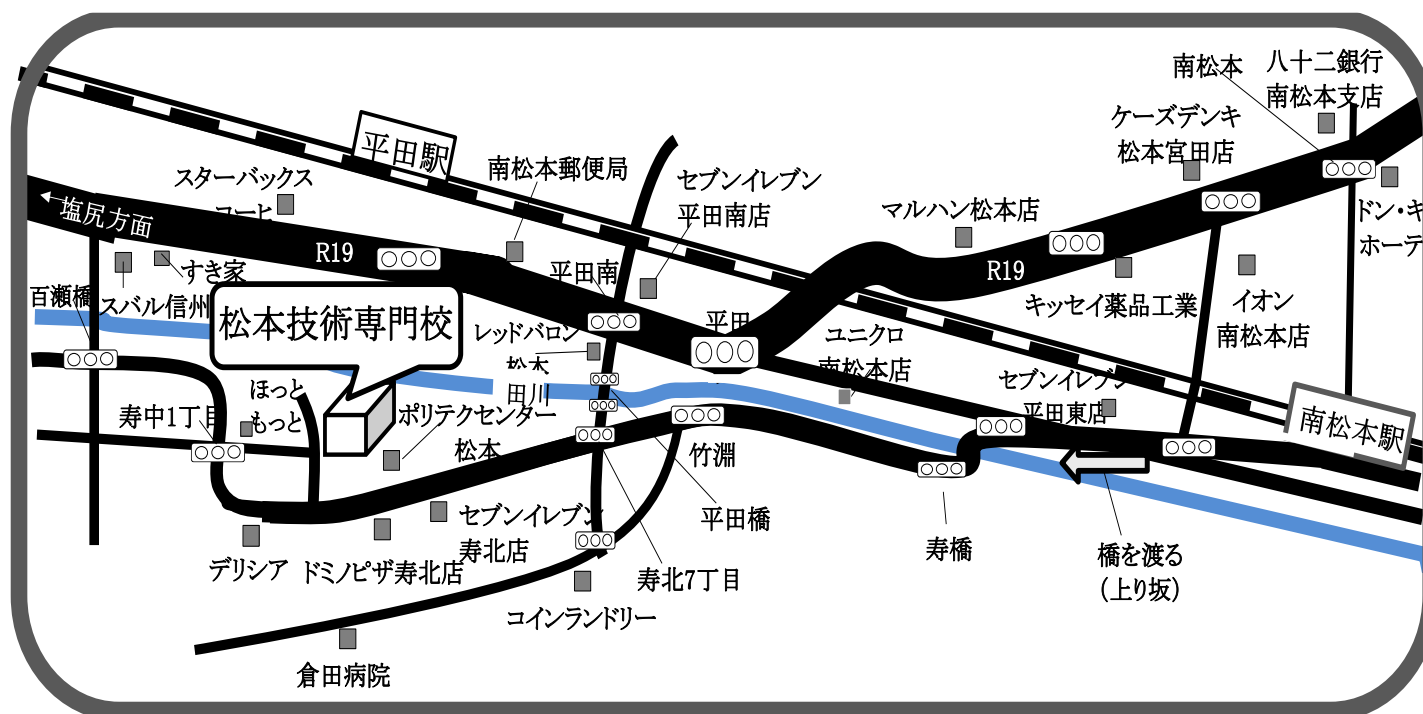 南松本
八十二銀行
南松本支店
ケーズデンキ
松本宮田店
平田駅
南松本郵便局
セブンイレブン
平田南店
スターバックス
コーヒ
マルハン松本店
ドン・キ
ホーテ
←塩尻方面
R19
R19
すき家
平田南
百瀬橋
スバル信州
キッセイ薬品工業
イオン
南松本店
松本技術専門校
レッドバロン
松本
平田
ユニクロ
南松本店
田川
セブンイレブン
平田東店
ほっと
もっと
寿中1丁目
ポリテクセンター
松本
南松本駅
竹淵
平田橋
セブンイレブン
寿北店
寿橋
橋を渡る
(上り坂)
デリシア
ドミノピザ寿北店
寿北7丁目
コインランドリー
倉田病院